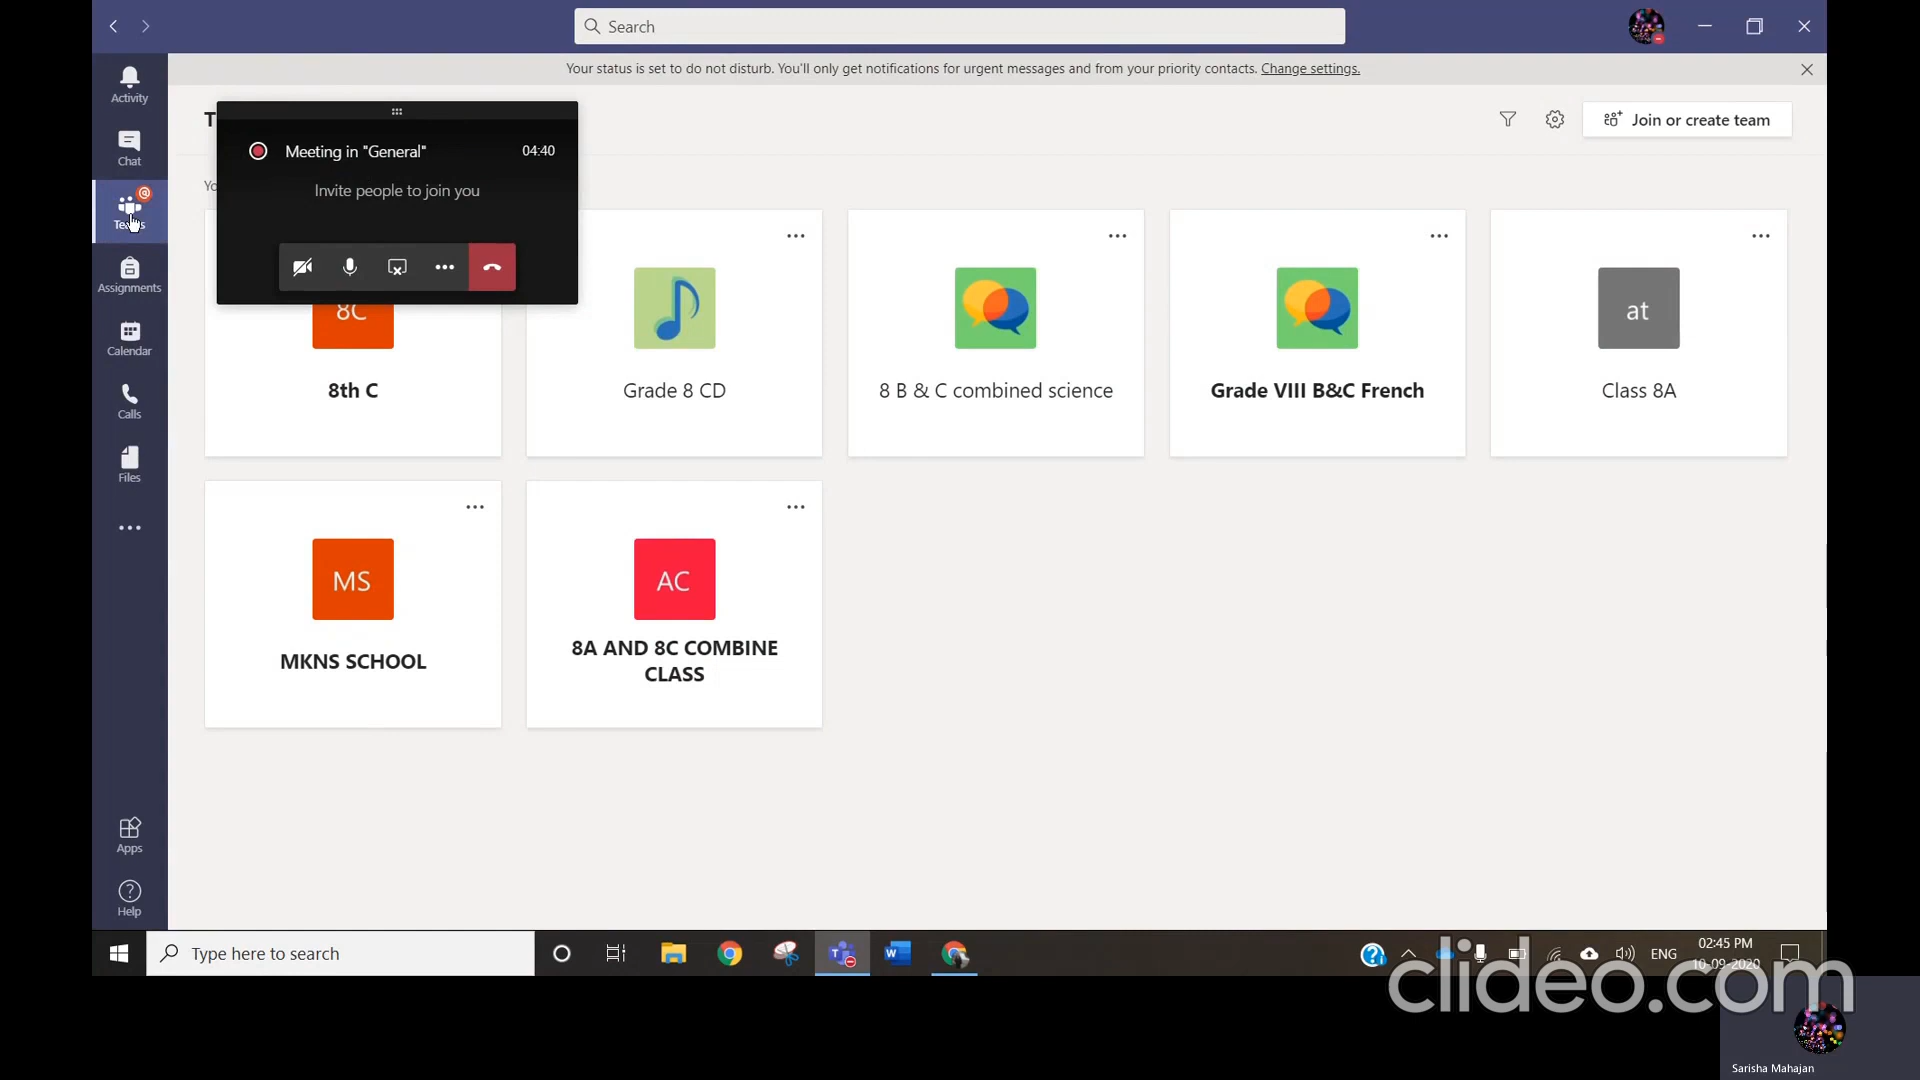 Search
Your status is set to do not disturb. You'll only get notifications for urgent messages and from your priority contacts. Change settings.
Activity
Chat
Teams
Assignments
Calendar
Calls
Files
Apps
Help
T
Join or create team
Yo
Meeting in "General"
04:40
Invite people to join you
8C
8th C
Grade 8 CD
8 B & C combined science
Grade VIII B&C French
at
Class 8A
MS
MKNS SCHOOL
AC
8A AND 8C COMBINE
CLASS
Type here to search
ENG
02:45 PM
10-09-2020
clideo.com
Sarisha Mahajan